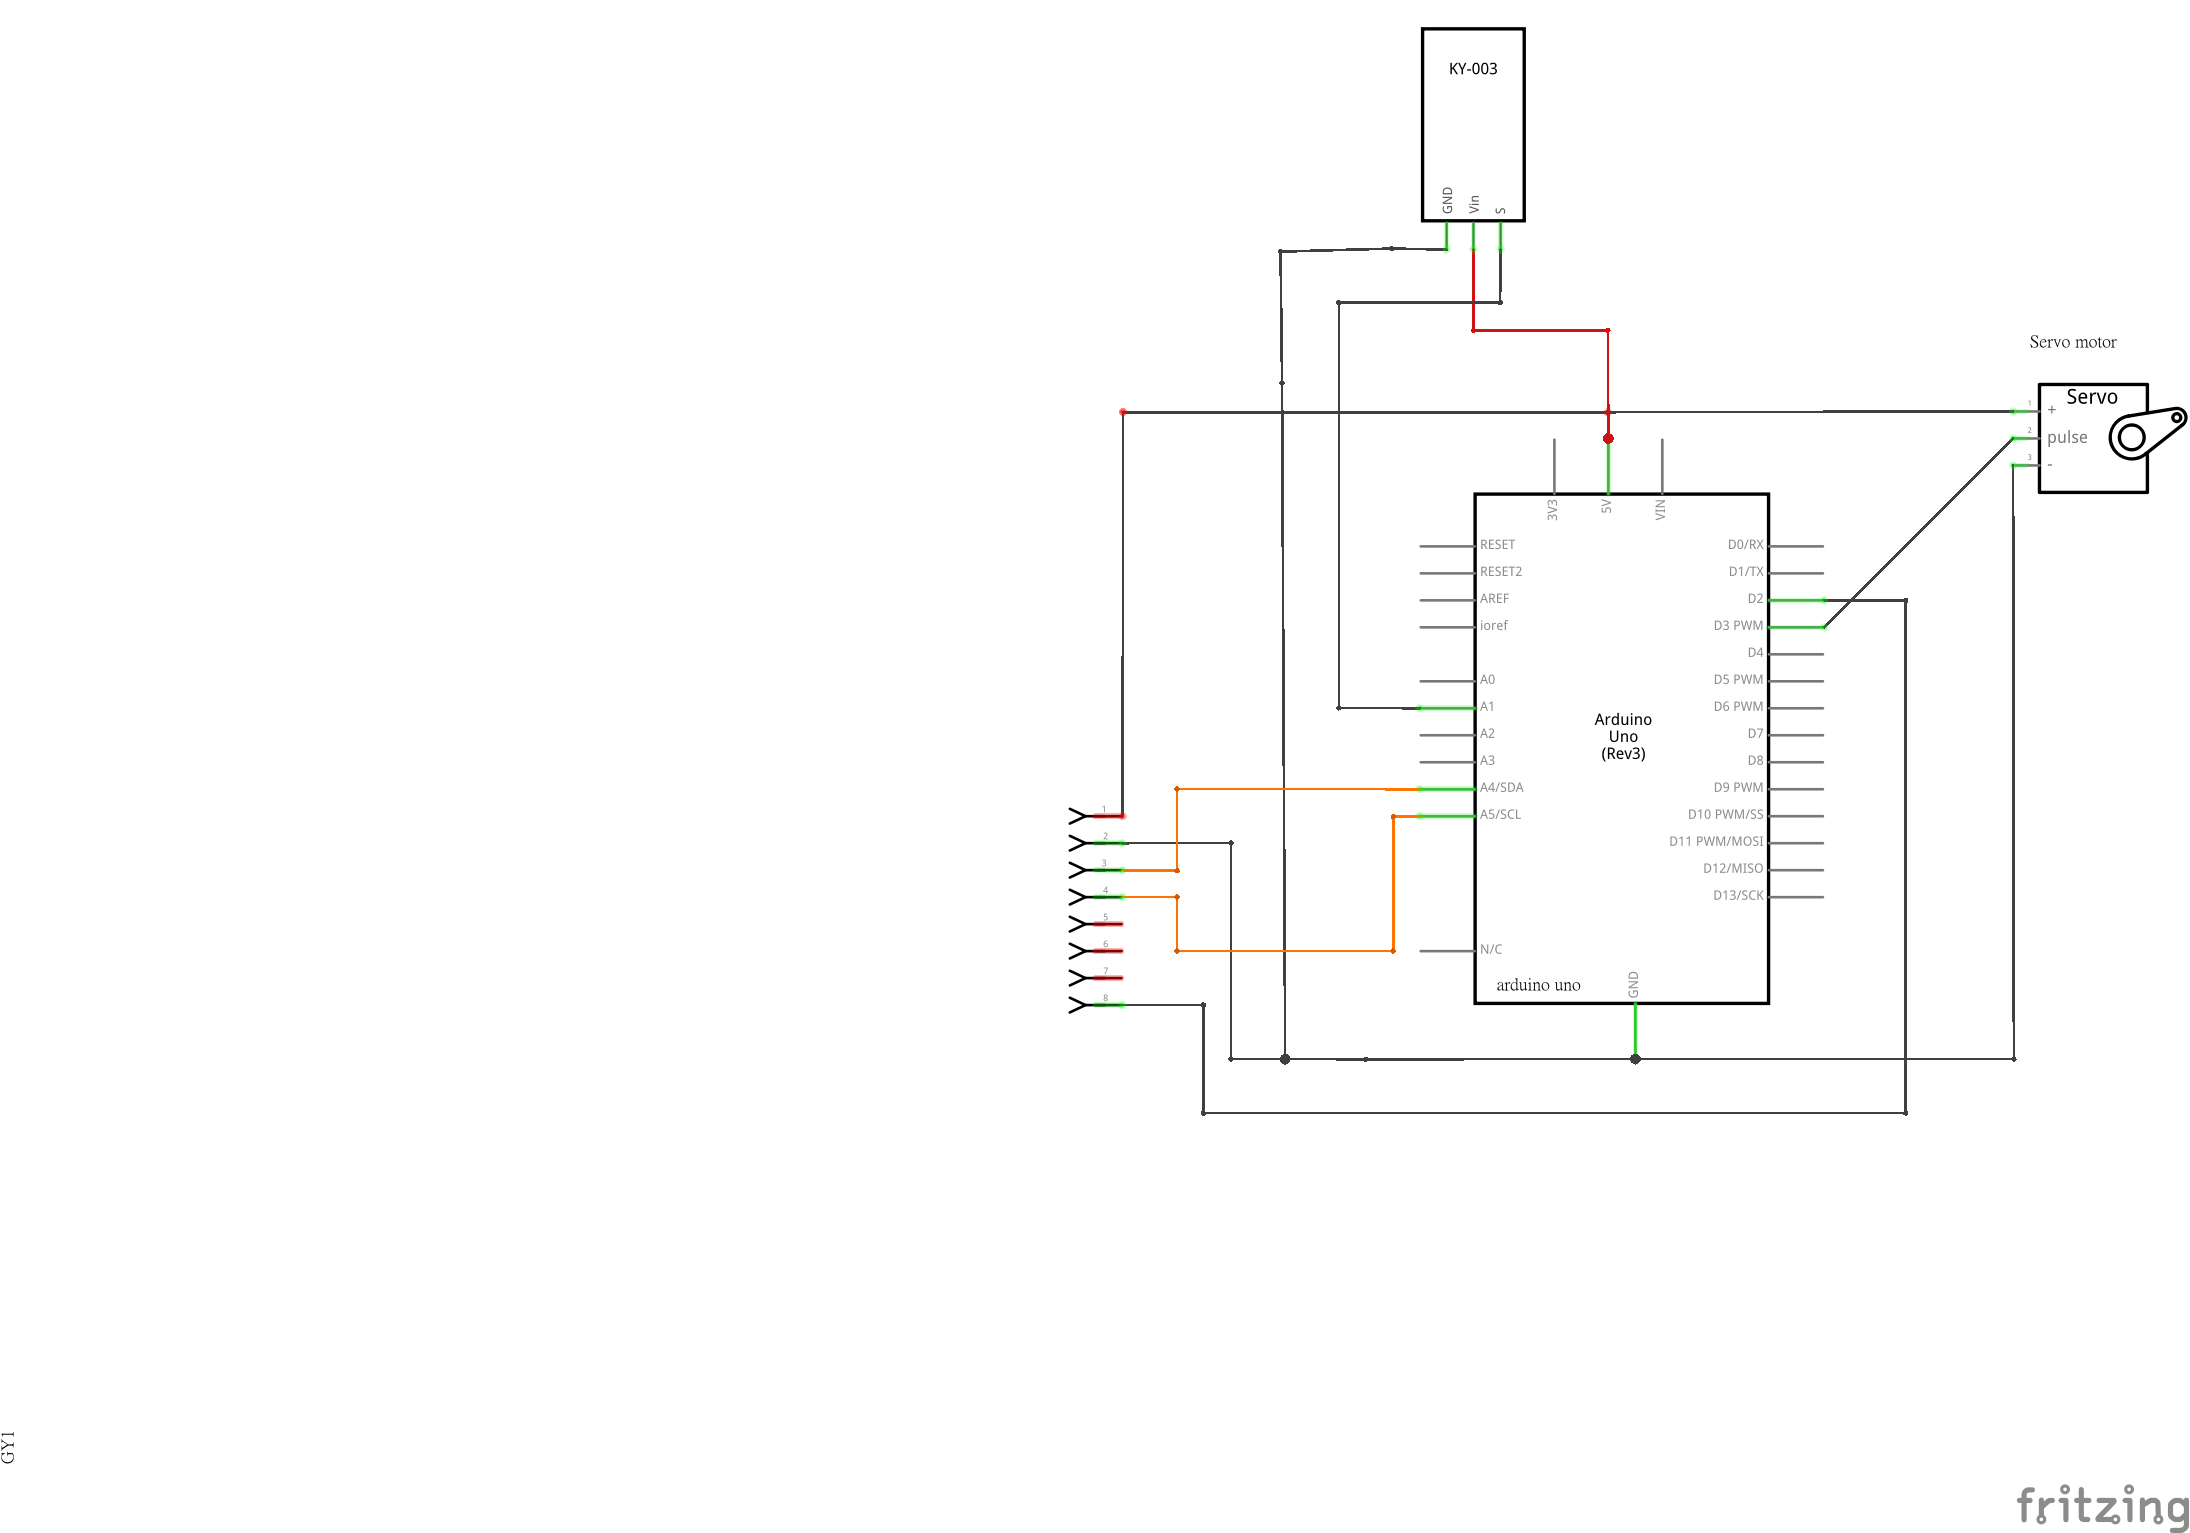 KY-003
GND
Vin
S
Servo motor
Servo
1
+
2
pulse
3
-
3V3
5V
VIN
RESET
D0/RX
RESET2
D1/TX
AREF
D2
ioref
D3 PWM
D4
A0
D5 PWM
A1
D6 PWM
Arduino
Uno
(Rev3)
A2
D7
A3
D8
A4/SDA
D9 PWM
1
A5/SCL
D10 PWM/SS
2
D11 PWM/MOSI
3
D12/MISO
4
D13/SCK
5
6
N/C
7
arduino uno
GND
8
GY1
fritzing